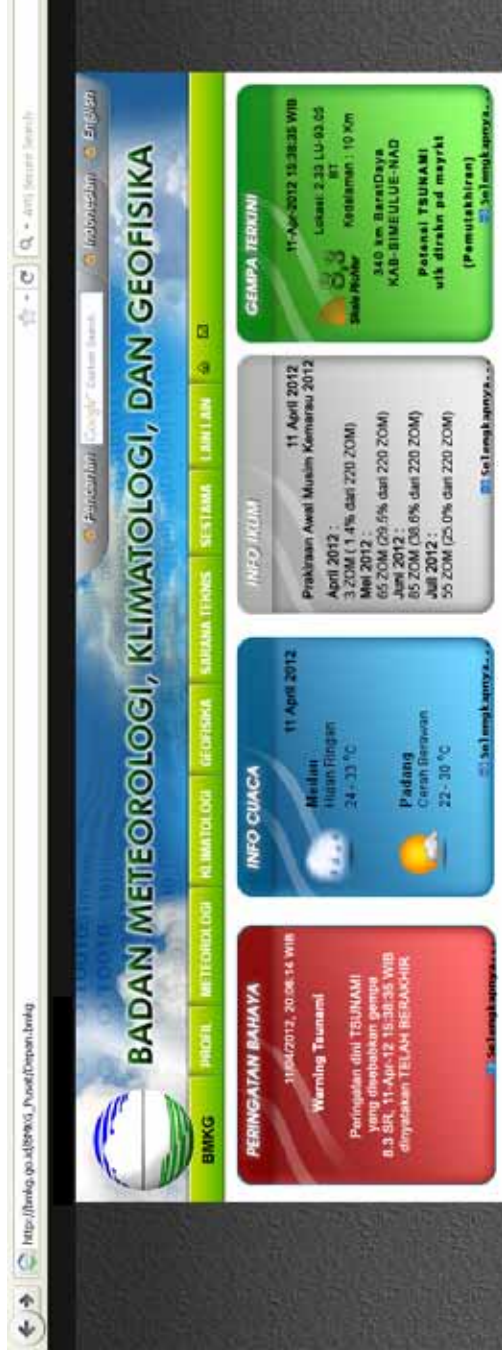 http://bmkg.go.id/BMKG_Pusat/Depan.bmkg
AVG Secure Search
Pencarian Google Custom Search Indonesian English
BADAN METEOROLOGI, KLIMATOLOGI, DAN GEOFISIKA
BMKG PROFIL METEOROLOGI KLIMATOLOGI GEOFISIKA SARANA TEKNIS SESTAMA LAIN LAIN
PERINGATAN BAHAYA
11/04/2012, 20:06:14 WIB
Warning Tsunami
Peringatan dini TSUNAMI
yang disebabkan gempa
8.3 SR, 11-Apr-12 15:38:35 WIB
dinyatakan TELAH BERAKHIR
Selengkapnya...
INFO CUACA
11 April 2012
Medan
Hujan Ringan
24 - 33 °C
Padang
Cerah Berawan
22 - 30 °C
Selengkapnya...
INFO IKLIM
11 April 2012
Prakiraan Awal Musim Kemarau 2012
April 2012 :
3 ZOM ( 1.4% dari 220 ZOM)
Mei 2012 :
65 ZOM (29.5% dari 220 ZOM)
Juni 2012 :
85 ZOM (38.6% dari 220 ZOM)
Juli 2012 :
55 ZOM (25.0% dari 220 ZOM)
Selengkapnya...
GEMPA TERKINI
11-Apr-2012 15:38:35 WIB
8,3
Skala Richter
Lokasi: 2.33 LU-93.05
BT
Kedalaman : 10 Km
340 km BaratDaya
KAB-SIMEULUE-NAD
Potensi TSUNAMI
utk dirskn pd mayrkt
(Pemutakhiran)
Selengkapnya...